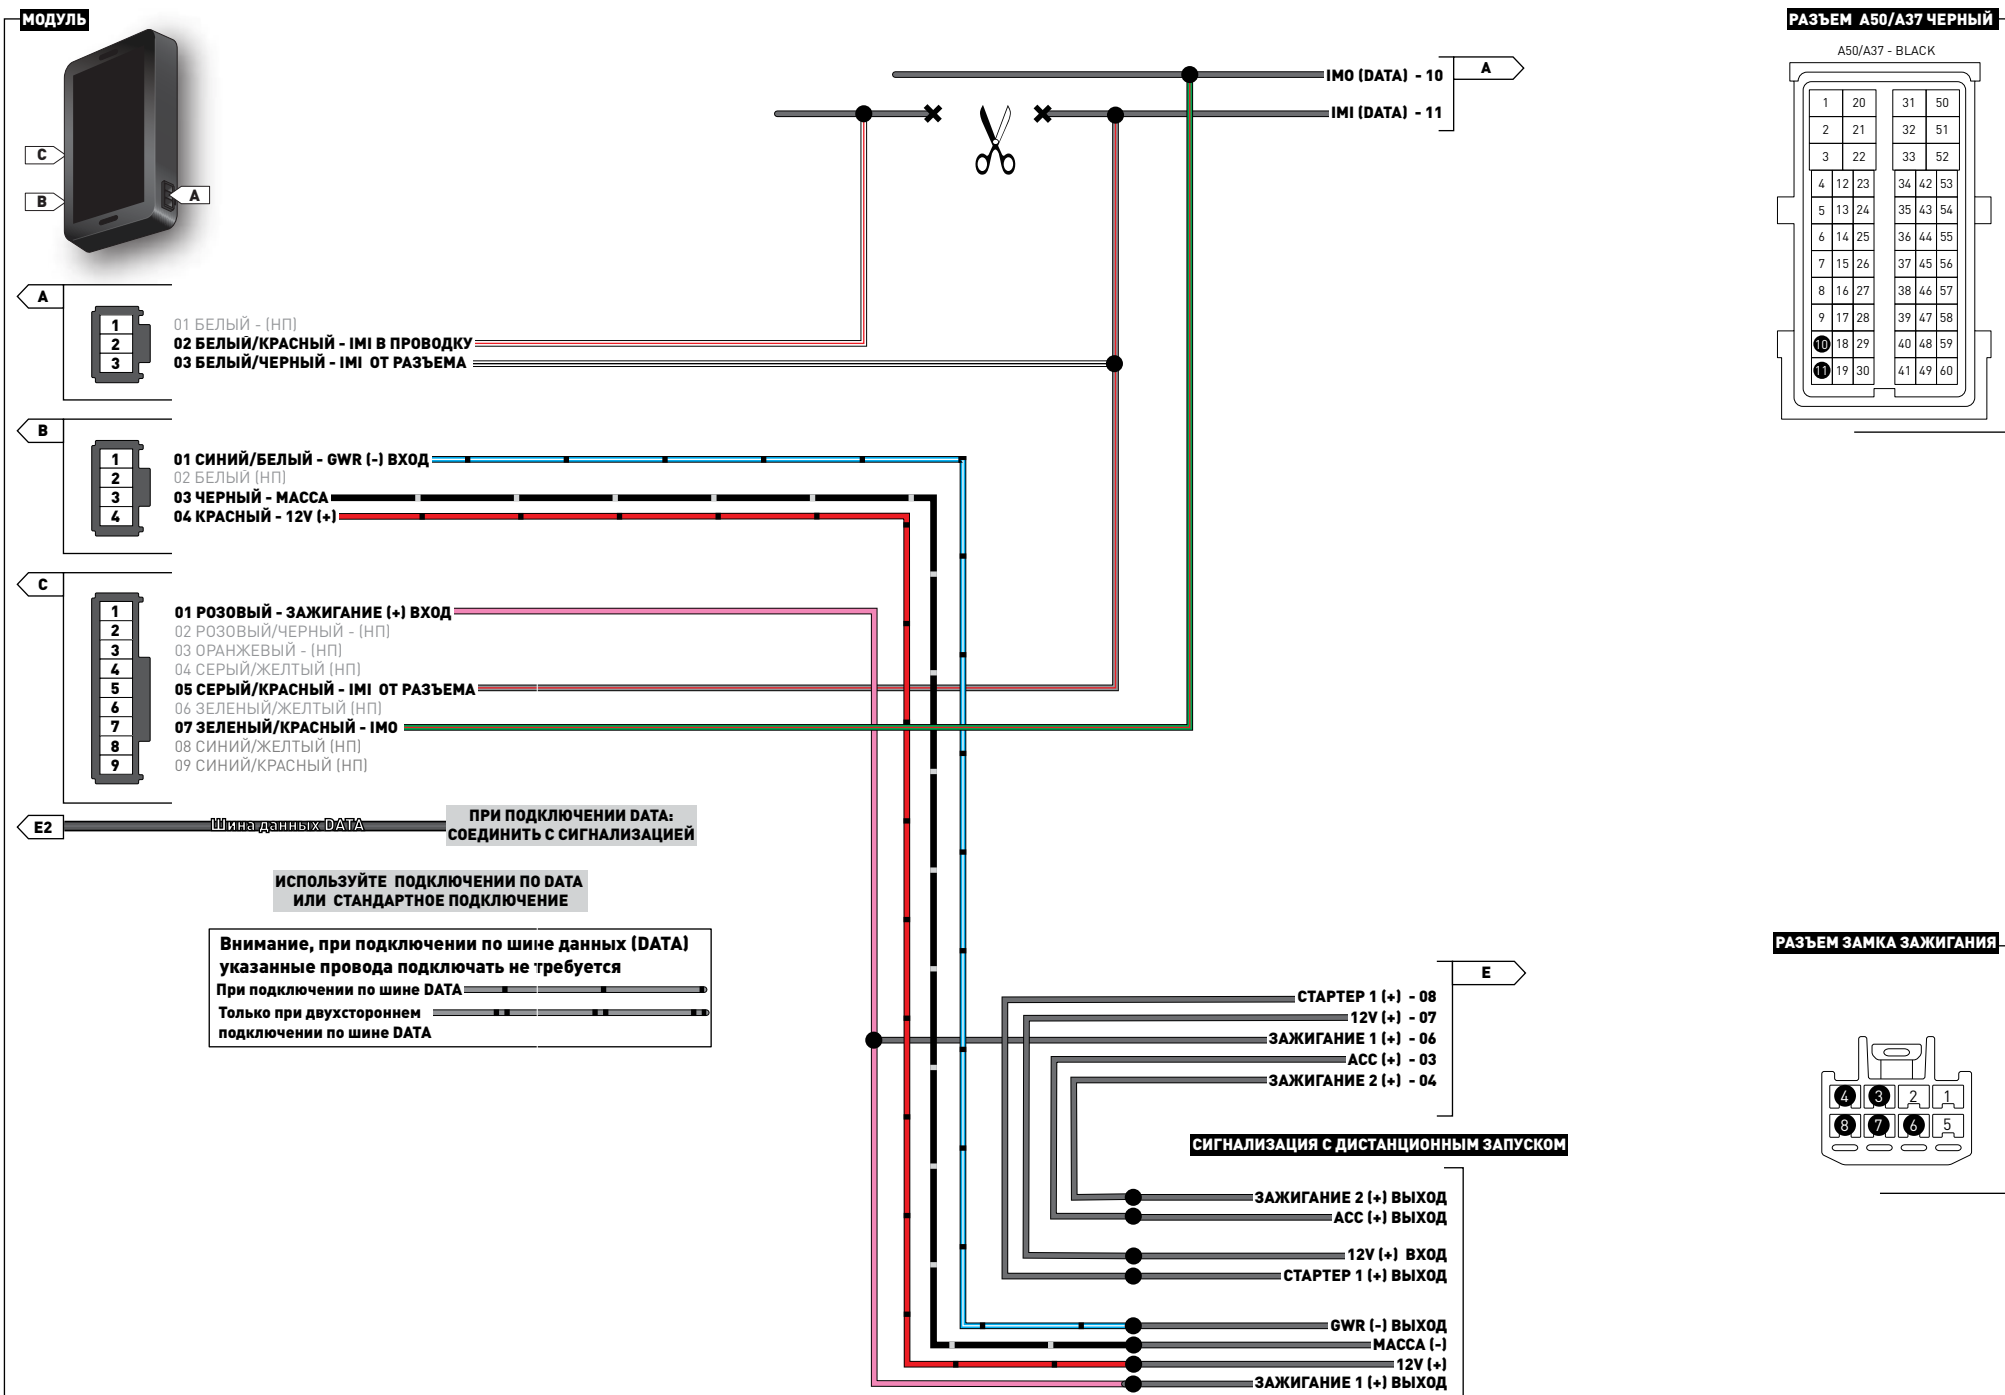 МОДУЛЬ
C
B
A
A
1
2
3
01 БЕЛЫЙ - (НП)
02 БЕЛЫЙ/КРАСНЫЙ - IMI В ПРОВОДКУ
03 БЕЛЫЙ/ЧЕРНЫЙ - IMI ОТ РАЗЪЕМА
B
1
2
3
4
01 СИНИЙ/БЕЛЫЙ - GWR (-) ВХОД
02 БЕЛЫЙ (НП)
03 ЧЕРНЫЙ - МАССА
04 КРАСНЫЙ - 12V (+)
C
1
2
3
4
5
6
7
8
9
01 РОЗОВЫЙ - ЗАЖИГАНИЕ (+) ВХОД
02 РОЗОВЫЙ/ЧЕРНЫЙ - (НП)
03 ОРАНЖЕВЫЙ - (НП)
04 СЕРЫЙ/ЖЕЛТЫЙ (НП)
05 СЕРЫЙ/КРАСНЫЙ - IMI ОТ РАЗЪЕМА
06 ЗЕЛЕНЫЙ/ЖЕЛТЫЙ (НП)
07 ЗЕЛЕНЫЙ/КРАСНЫЙ - IMO
08 СИНИЙ/ЖЕЛТЫЙ (НП)
09 СИНИЙ/КРАСНЫЙ (НП)
E2
Шина данных DATA
ПРИ ПОДКЛЮЧЕНИИ DATA:
СОЕДИНИТЬ С СИГНАЛИЗАЦИЕЙ
ИСПОЛЬЗУЙТЕ ПОДКЛЮЧЕНИИ ПО DATA
ИЛИ СТАНДАРТНОЕ ПОДКЛЮЧЕНИЕ
Внимание, при подключении по шине данных (DATA)
указанные провода подключать не требуется
При подключении по шине DATA
Только при двухстороннем
подключении по шине DATA
IMO (DATA) - 10
IMI (DATA) - 11
A
СТАРТЕР 1 (+) - 08
12V (+) - 07
ЗАЖИГАНИЕ 1 (+) - 06
ACC (+) - 03
ЗАЖИГАНИЕ 2 (+) - 04
E
СИГНАЛИЗАЦИЯ С ДИСТАНЦИОННЫМ ЗАПУСКОМ
ЗАЖИГАНИЕ 2 (+) ВЫХОД
ACC (+) ВЫХОД
12V (+) ВХОД
СТАРТЕР 1 (+) ВЫХОД
GWR (-) ВЫХОД
МАССА (-)
12V (+)
ЗАЖИГАНИЕ 1 (+) ВЫХОД
РАЗЪЕМ A50/A37 ЧЕРНЫЙ
A50/A37 - BLACK
1 20 31 50
2 21 32 51
3 22 33 52
4 12 23 34 42 53
5 13 24 35 43 54
6 14 25 36 44 55
7 15 26 37 45 56
8 16 27 38 46 57
9 17 28 39 47 58
10 18 29 40 48 59
11 19 30 41 49 60
РАЗЪЕМ ЗАМКА ЗАЖИГАНИЯ
4 3 2 1
8 7 6 5